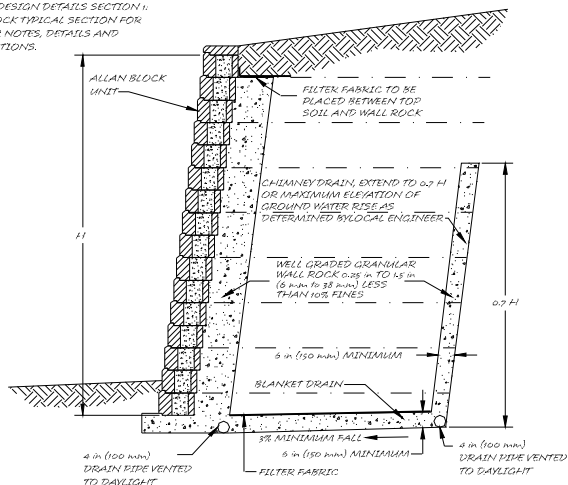 DESIGN DETAILS SECTION 1:
OCK TYPICAL SECTION FOR
NOTES, DETAILS AND
TIONS.
ALLAN BLOCK
UNIT
FILTER FABRIC TO BE
PLACED BETWEEN TOP
SOIL AND WALL ROCK
CHIMNEY DRAIN, EXTEND TO 0.7 H
OR MAXIMUM ELEVATION OF
GROUND WATER RISE AS
DETERMINED BYLOCAL ENGINEER
H
WELL GRADED GRANULAR
WALL ROCK 0.25 in TO 1.5 in
(6 mm to 38 mm) LESS
THAN 10% FINES
0.7 H
6 in (150 mm) MINIMUM
BLANKET DRAIN
3% MINIMUM FALL
6 in (150 mm) MINIMUM
FILTER FABRIC
4 in (100 mm)
DRAIN PIPE VENTED
TO DAYLIGHT
4 in (100 mm)
DRAIN PIPE VENTED
TO DAYLIGHT